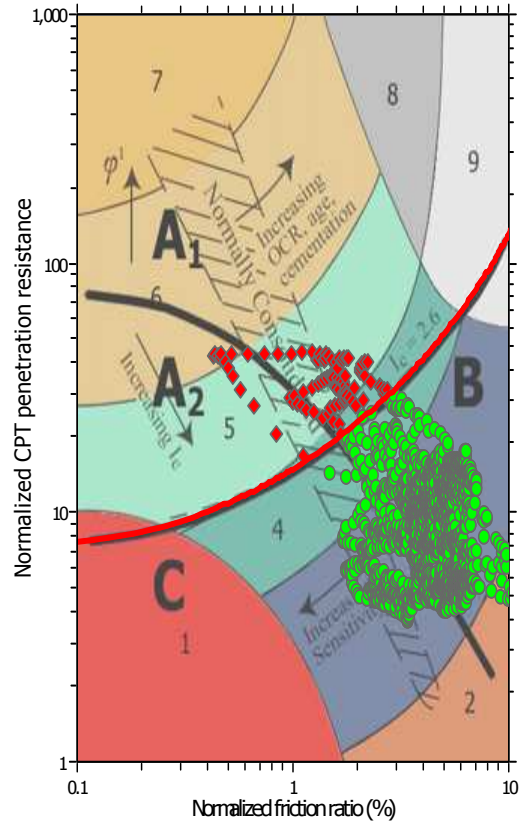 1,000
7
8
9
φ'
Increasing
OCR, age,
cementation
A1
Normally Consolidated
100
6
Ic = 2.6
Increasing Ic
A2
B
5
10
4
C
1
Increasing
Sensitivity
2
1
0.1
1
10
Normalized CPT penetration resistance
Normalized friction ratio (%)